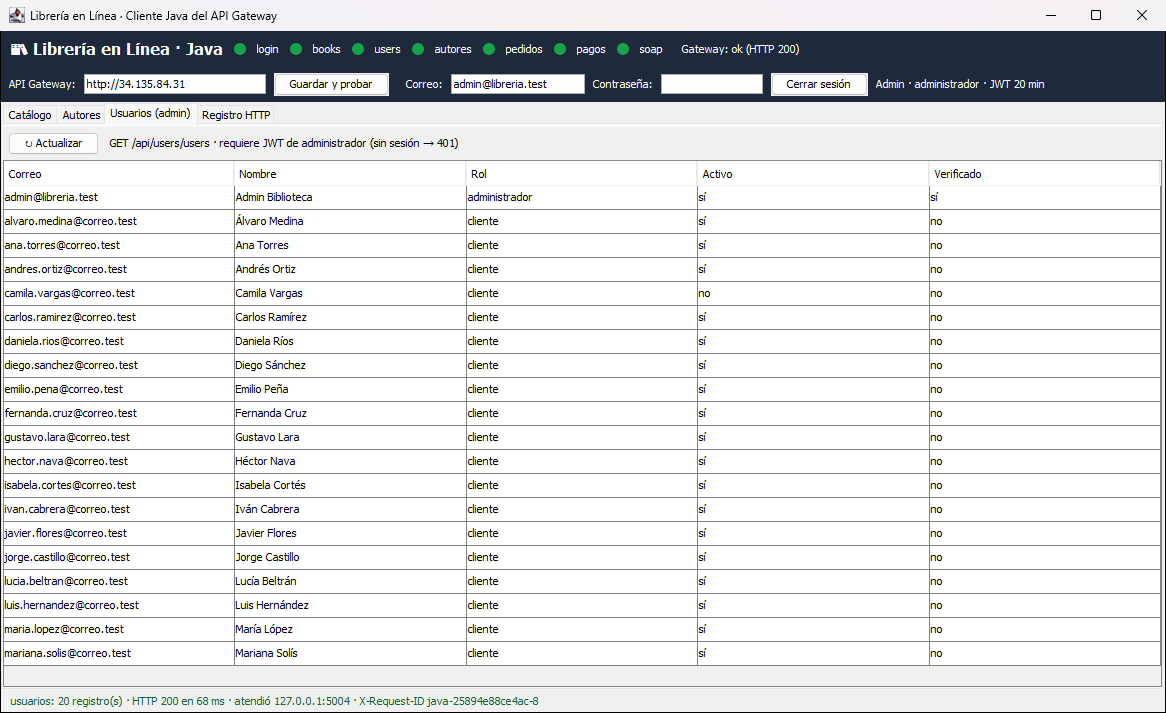 Librería en Línea · Cliente Java del API Gateway
Librería en Línea · Java login books users autores pedidos pagos soap Gateway: ok (HTTP 200)
API Gateway: http://34.135.84.31 Guardar y probar Correo: admin@libreria.test Contraseña: Cerrar sesión Admin · administrador · JWT 20 min
Catálogo Autores Usuarios (admin) Registro HTTP
↻ Actualizar GET /api/users/users · requiere JWT de administrador (sin sesión → 401)
Correo Nombre Rol Activo Verificado
admin@libreria.test Admin Biblioteca administrador sí sí
alvaro.medina@correo.test Álvaro Medina cliente sí no
ana.torres@correo.test Ana Torres cliente sí no
andres.ortiz@correo.test Andrés Ortiz cliente sí no
camila.vargas@correo.test Camila Vargas cliente no no
carlos.ramirez@correo.test Carlos Ramírez cliente sí no
daniela.rios@correo.test Daniela Ríos cliente sí no
diego.sanchez@correo.test Diego Sánchez cliente sí no
emilio.pena@correo.test Emilio Peña cliente sí no
fernanda.cruz@correo.test Fernanda Cruz cliente sí no
gustavo.lara@correo.test Gustavo Lara cliente sí no
hector.nava@correo.test Héctor Nava cliente sí no
isabela.cortes@correo.test Isabela Cortés cliente sí no
ivan.cabrera@correo.test Iván Cabrera cliente sí no
javier.flores@correo.test Javier Flores cliente sí no
jorge.castillo@correo.test Jorge Castillo cliente sí no
lucia.beltran@correo.test Lucía Beltrán cliente sí no
luis.hernandez@correo.test Luis Hernández cliente sí no
maria.lopez@correo.test María López cliente sí no
mariana.solis@correo.test Mariana Solís cliente sí no
usuarios: 20 registro(s) · HTTP 200 en 68 ms · atendió 127.0.0.1:5004 · X-Request-ID java-25894e88ce4ac-8